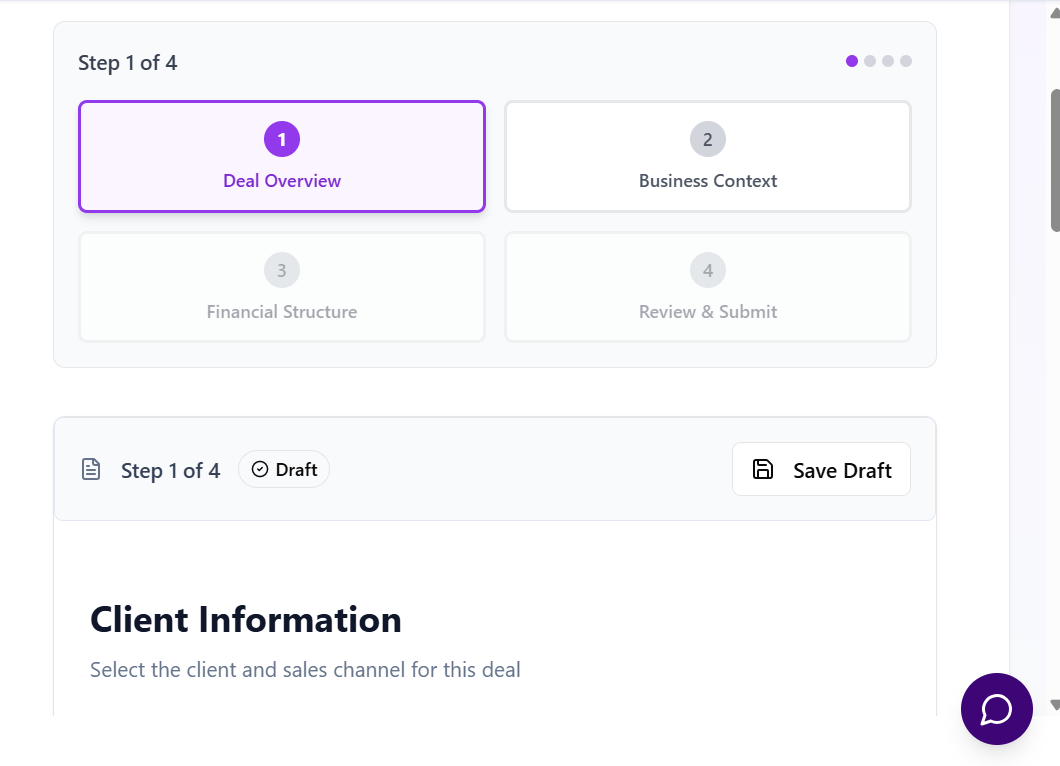 Step 1 of 4
1
Deal Overview
2
Business Context
3
Financial Structure
4
Review & Submit
Step 1 of 4
Draft
Save Draft
Client Information
Select the client and sales channel for this deal